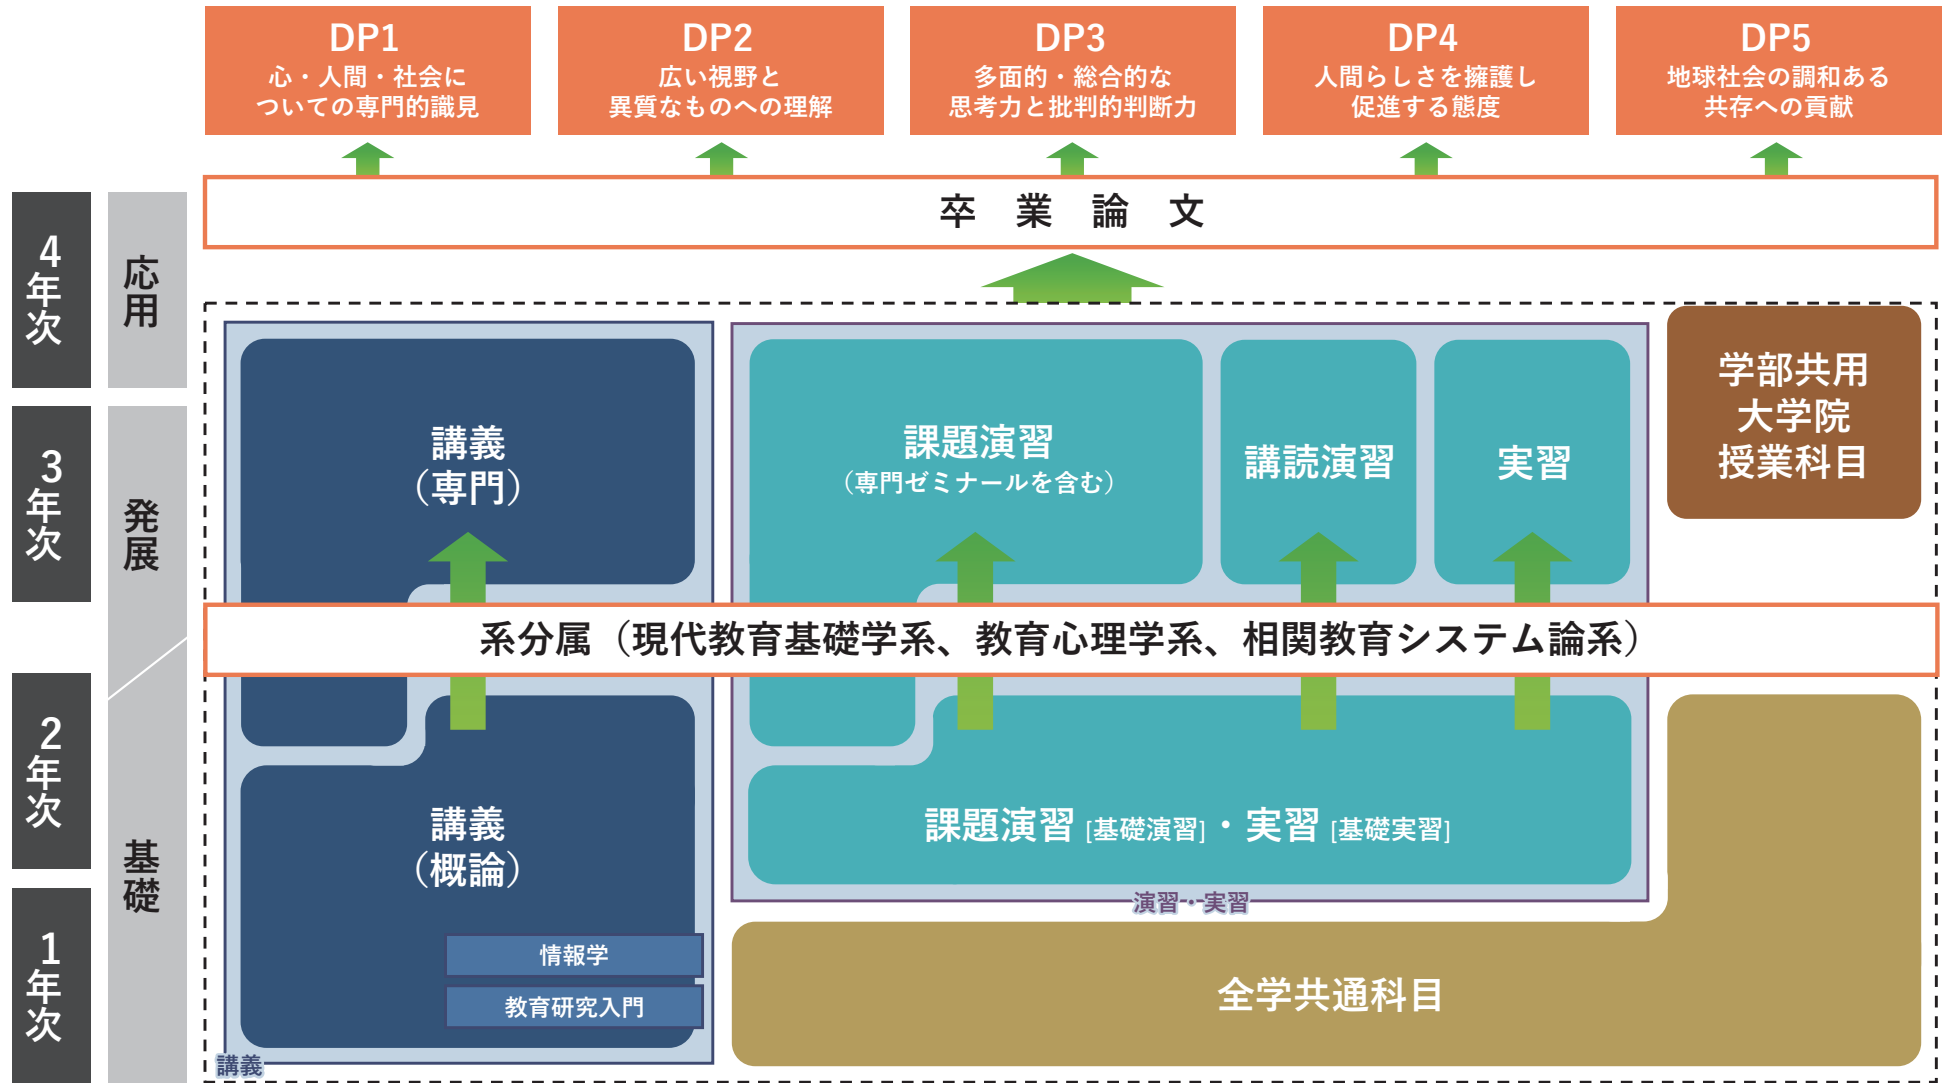 DP1
心・人間・社会に
ついての専門的識見
DP2
広い視野と
異質なものへの理解
DP3
多面的・総合的な
思考力と批判的判断力
DP4
人間らしさを擁護し
促進する態度
DP5
地球社会の調和ある
共存への貢献
卒業論文
4年次
応用
3年次
発展
2年次
基礎
1年次
講義
（専門）
課題演習
（専門ゼミナールを含む）
講読演習
実習
学部共用
大学院
授業科目
系分属（現代教育基礎学系、教育心理学系、相関教育システム論系）
講義
（概論）
課題演習 [基礎演習]・実習 [基礎実習]
演習・実習
情報学
教育研究入門
全学共通科目
講義